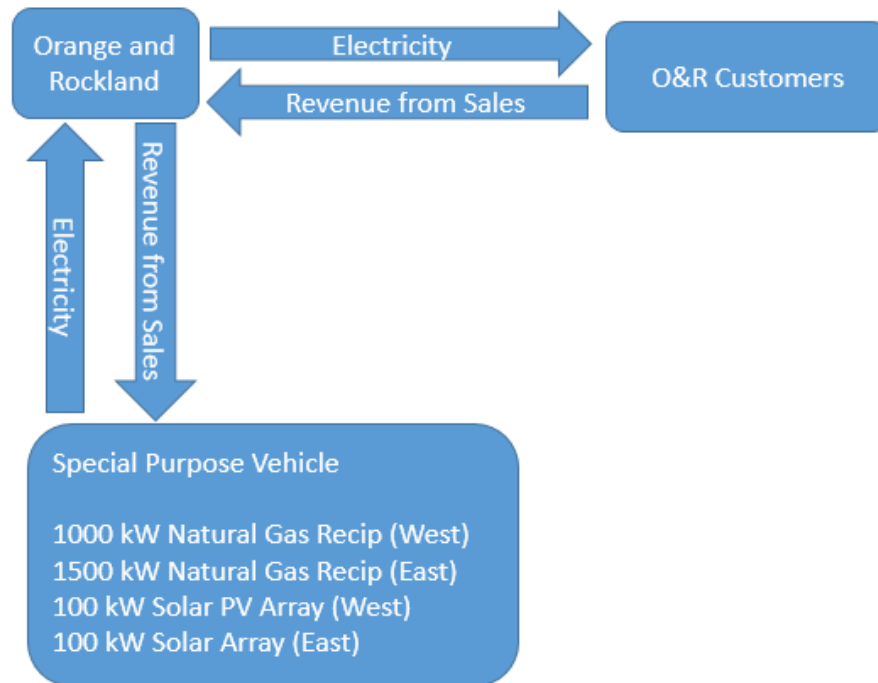 Orange and
Rockland
Electricity
Revenue from Sales
O&R Customers
Electricity
Revenue from Sales
Special Purpose Vehicle
1000 kW Natural Gas Recip (West)
1500 kW Natural Gas Recip (East)
100 kW Solar PV Array (West)
100 kW Solar Array (East)